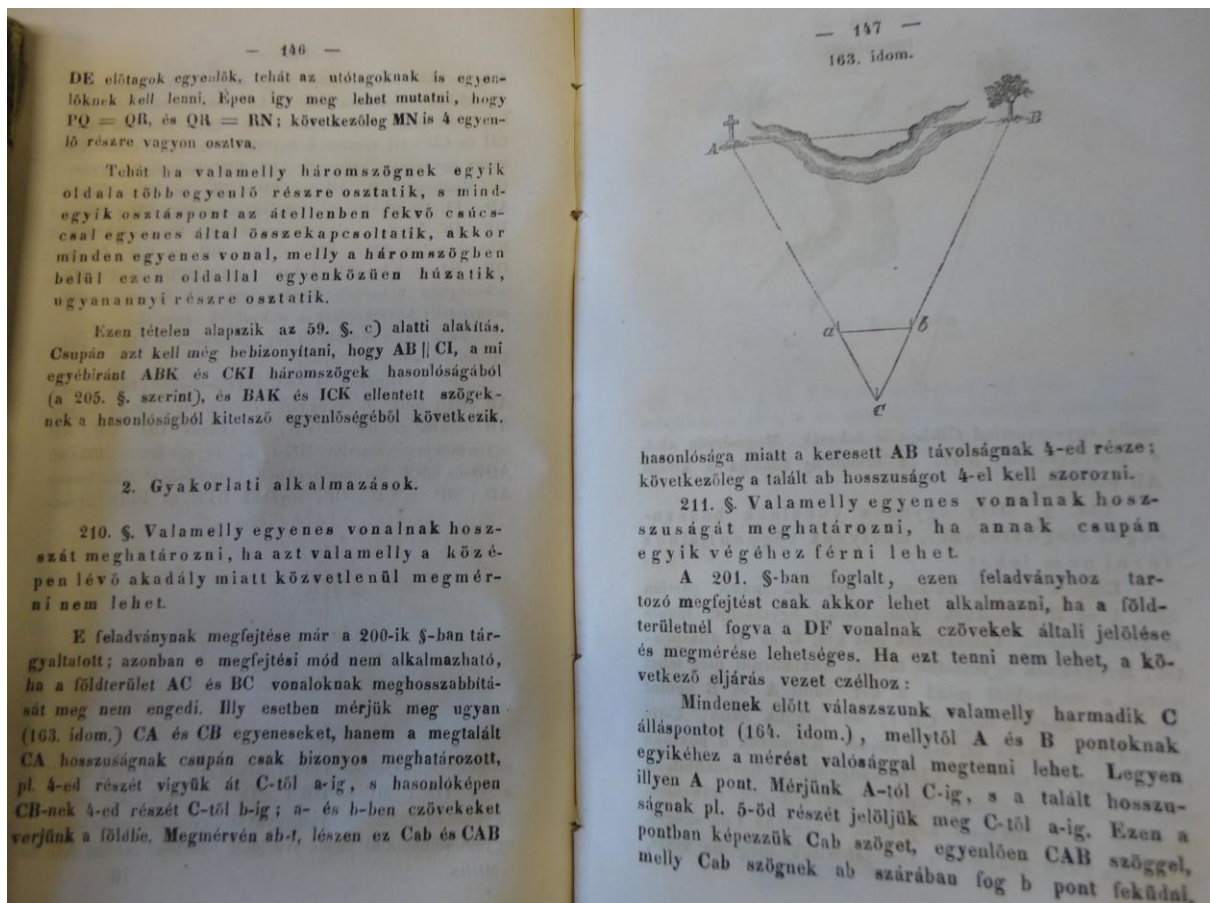 — 146 —
DE előtagok egyenlők, tehát az utótagoknak is egyen-
lőknek kell lenni. Épen igy meg lehet mutatni, hogy
PQ = QR, és QR = RN; következőleg MN is 4 egyen-
lő részre vagyon osztva.
Tehát ha valamelly háromszögnek egyik
oldala több egyenlő részre osztatik, s mind-
egyik osztáspont az átellenben fekvő csúcs-
csal egyenes által összekapcsoltatik, akkor
minden egyenes vonal, melly a háromszögben
belül ezen oldallal egyenközüen húzatik,
ugyanannyi részre osztatik.
Ezen tételen alapszik az 59. §. c) alatti alakítás.
Csupán azt kell még bebizonyítani, hogy AB || CI, a mi
egyébiránt ABK és CKI háromszögek hasonlóságából
(a 205. §. szerint), és BAK és ICK ellentett szögek-
nek a hasonlóságból kitetsző egyenlőségéből következik.
2. Gyakorlati alkalmazások.
210. §. Valamelly egyenes vonalnak hosz-
szát meghatározni, ha azt valamelly a közé-
pen lévő akadály miatt közvetlenül megmér-
ni nem lehet.
E feladványnak megfejtése már a 200-ik §-ban tár-
gyaltatott; azonban e megfejtési mód nem alkalmazható,
ha a földterület AC és BC vonaloknak meghosszabbítá-
sát meg nem engedi. Illy esetben mérjük meg ugyan
(163. idom.) CA és CB egyeneseket, hanem a megtalált
CA hosszuságnak csupán csak bizonyos meghatározott,
pl. 4-ed részét vigyük át C-től a-ig, s hasonlóképen
CB-nek 4-ed részét C-től b-ig; a- és b-ben czövekeket
verjünk a földbe. Megmérvén ab-t, lészen ez Cab és CAB
— 147 —
163. idom.
A
B
a
b
C
hasonlósága miatt a keresett AB távolságnak 4-ed része;
következőleg a talált ab hosszuságot 4-el kell szorozni.
211. §. Valamelly egyenes vonalnak hosz-
szuságát meghatározni, ha annak csupán
egyik végéhez férni lehet.
A 201. §-ban foglalt, ezen feladványhoz tar-
tozó megfejtést csak akkor lehet alkalmazni, ha a föld-
területnél fogva a DF vonalnak czövekek általi jelölése
és megmérése lehetséges. Ha ezt tenni nem lehet, a kö-
vetkező eljárás vezet czélhoz:
Mindenek előtt válaszszunk valamelly harmadik C
álláspontot (164. idom.), mellytől A és B pontoknak
egyikéhez a mérést valósággal megtenni lehet. Legyen
illyen A pont. Mérjünk A-tól C-ig, s a talált hosszu-
ságnak pl. 5-öd részét jelöljük meg C-től a-ig. Ezen a
pontban képezzük Cab szöget, egyenlően CAB szöggel,
melly Cab szögnek ab szárában fog b pont feküdni,